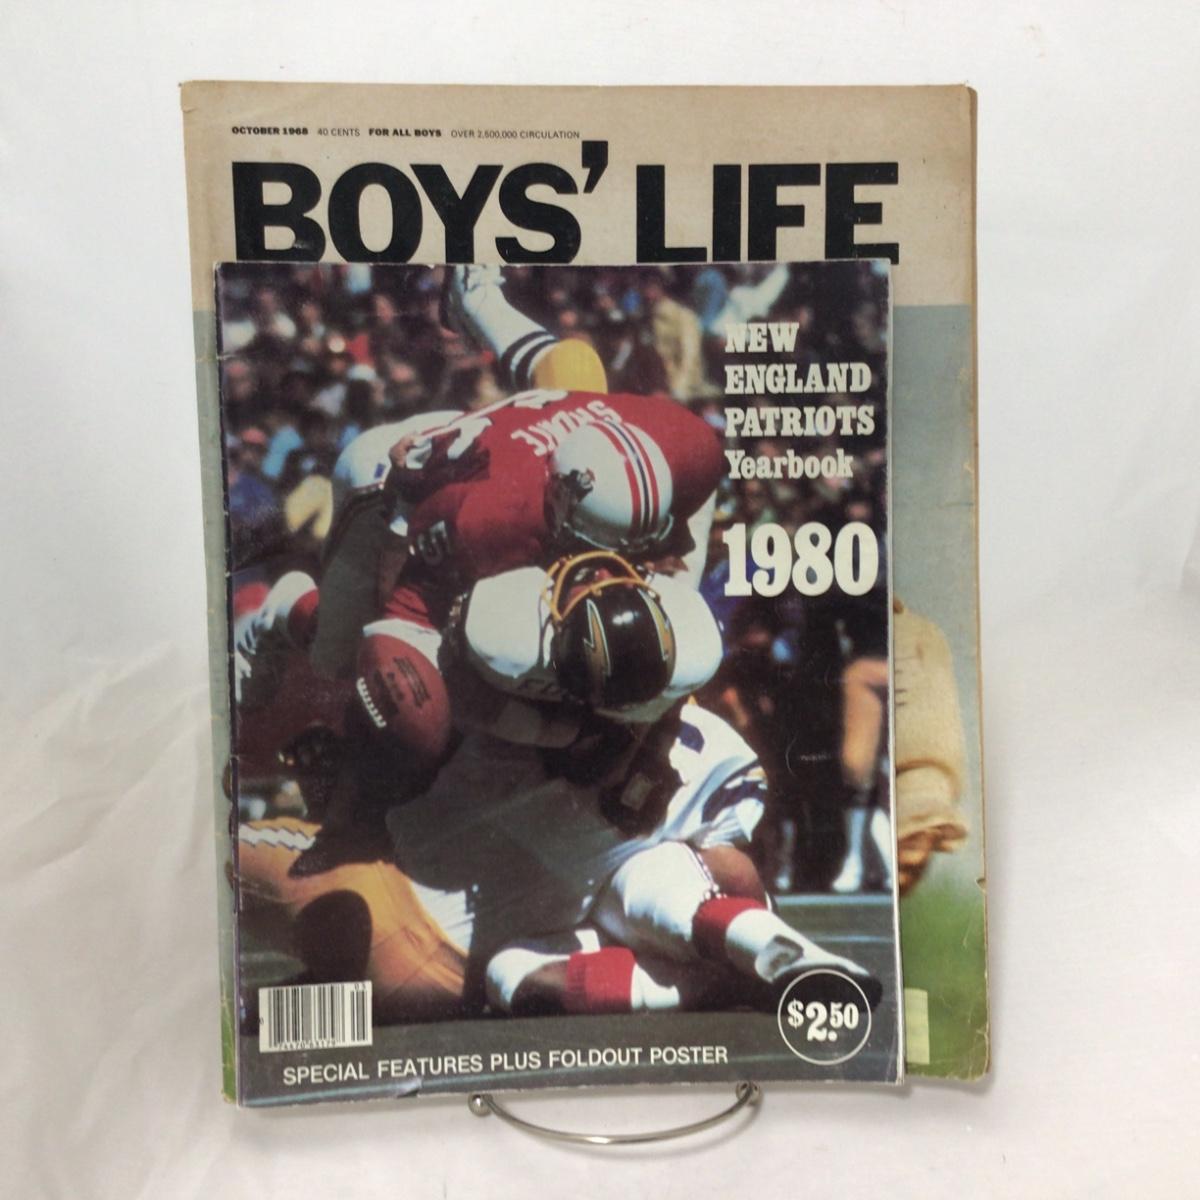 OCTOBER 1968 40 CENTS FOR ALL BOYS OVER 2,500,000 CIRCULATION
BOYS' LIFE
NEW
ENGLAND
PATRIOTS
Yearbook
1980
SHOATE
$2.50
SPECIAL FEATURES PLUS FOLDOUT POSTER